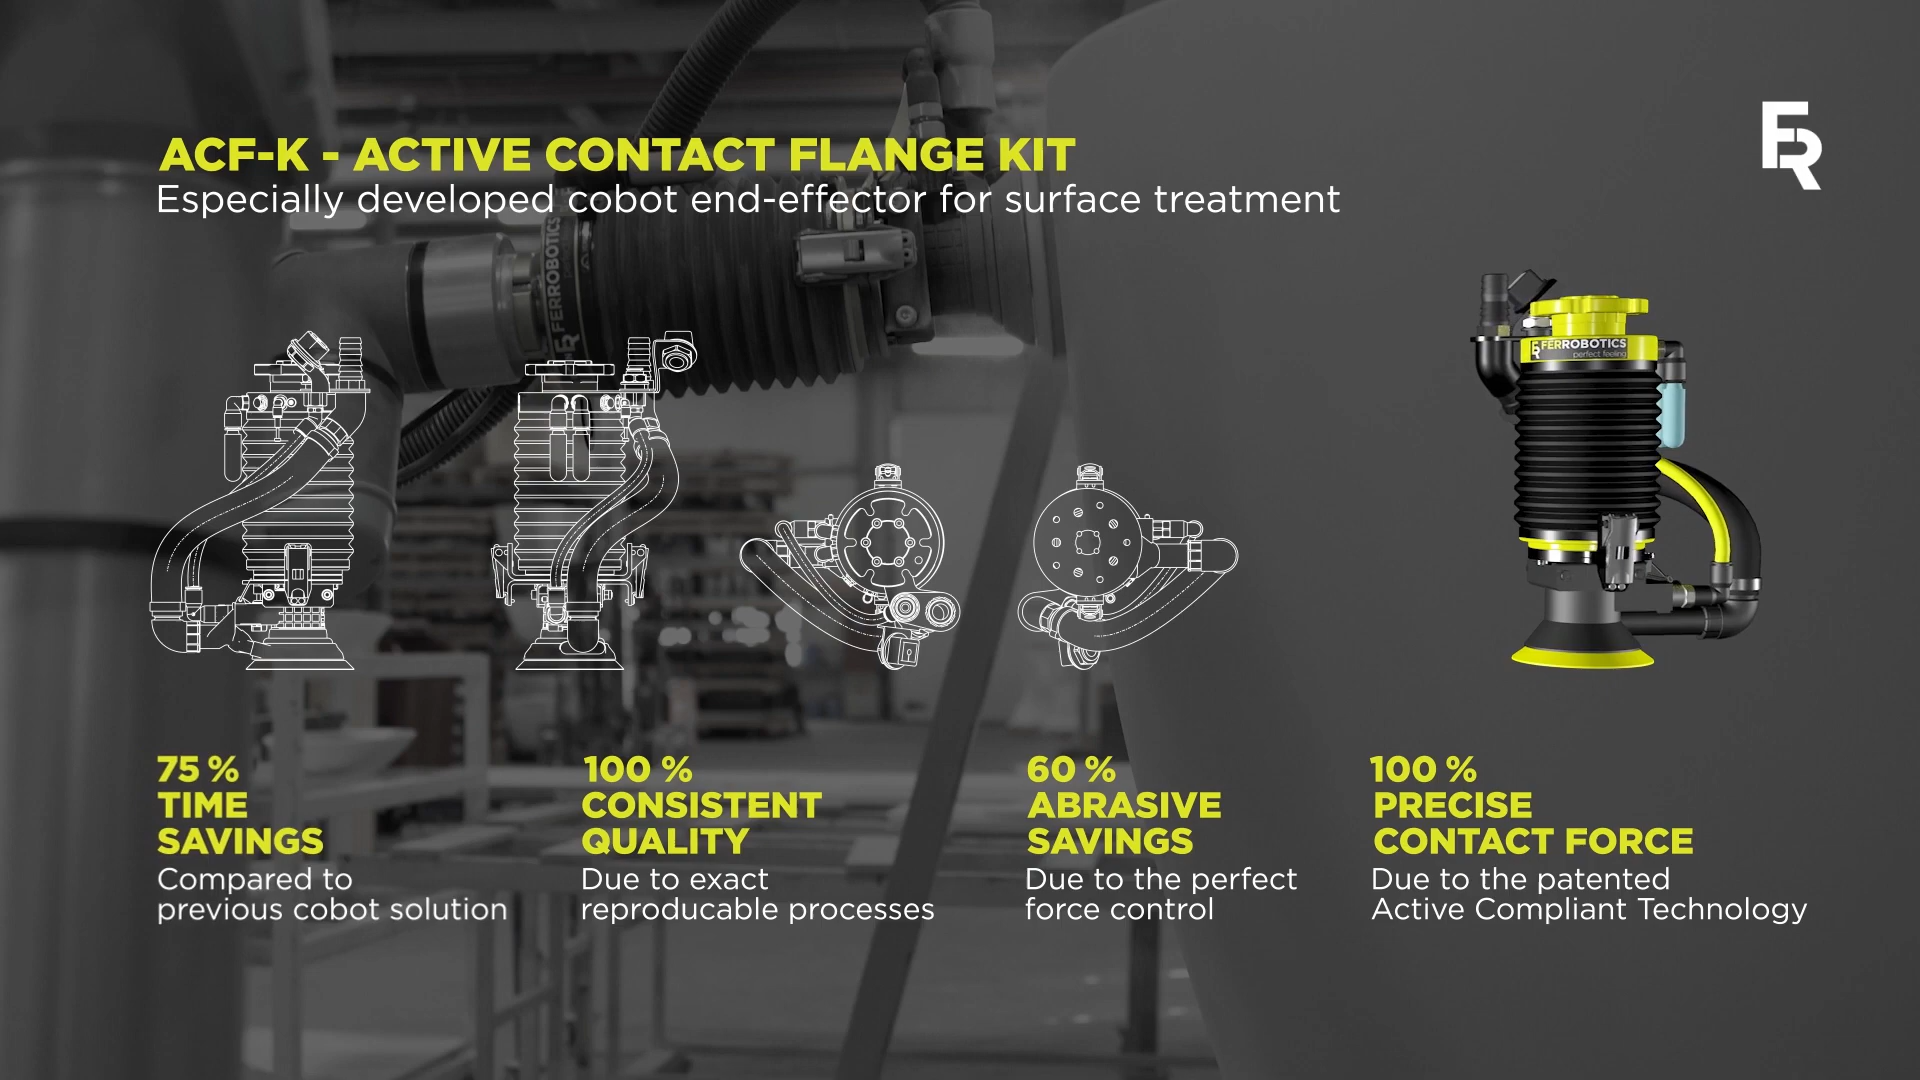 ACF-K - ACTIVE CONTACT FLANGE KIT
Especially developed cobot end-effector for surface treatment
FR
FERROBOTICS
FR FERROBOTICS
perfect feeling
75 %
TIME
SAVINGS
Compared to
previous cobot solution
100 %
CONSISTENT
QUALITY
Due to exact
reproducable processes
60 %
ABRASIVE
SAVINGS
Due to the perfect
force control
100 %
PRECISE
CONTACT FORCE
Due to the patented
Active Compliant Technology